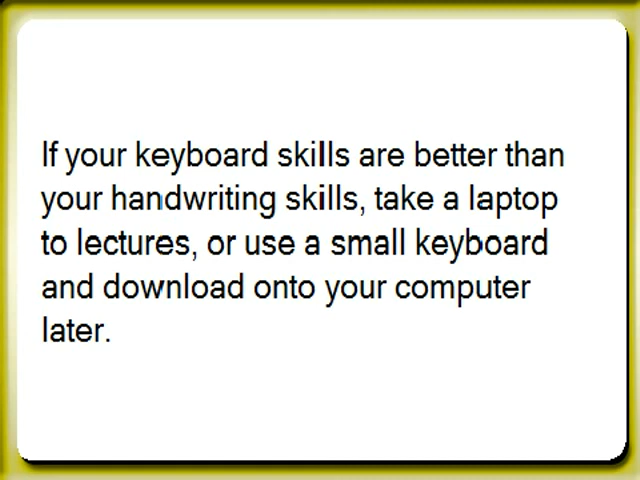 If your keyboard skills are better than
your handwriting skills, take a laptop
to lectures, or use a small keyboard
and download onto your computer
later.